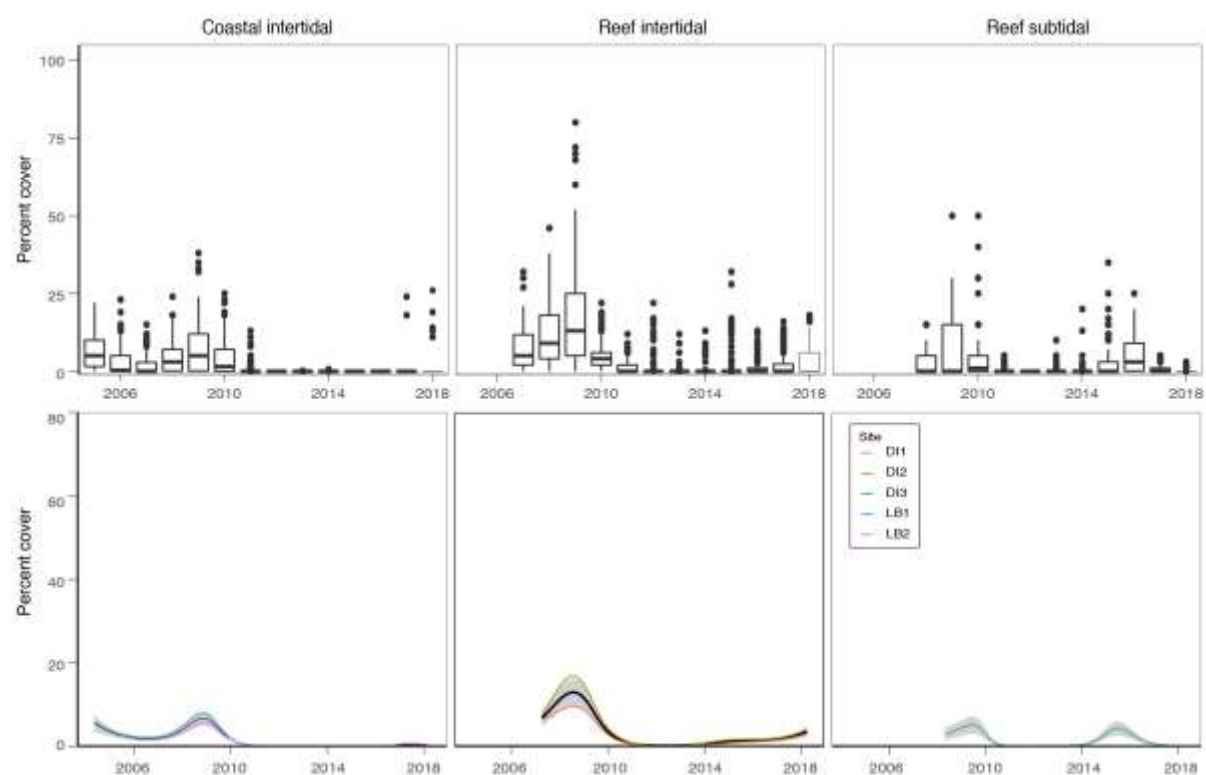 Coastal intertidal Reef intertidal Reef subtidal
100
75
50
25
0
Percent cover
2006 2010 2014 2018 2006 2010 2014 2018 2006 2010 2014 2018
80
60
40
20
0
Percent cover
Site
DI1
DI2
DI3
LB1
LB2
2006 2010 2014 2018 2006 2010 2014 2018 2006 2010 2014 2018